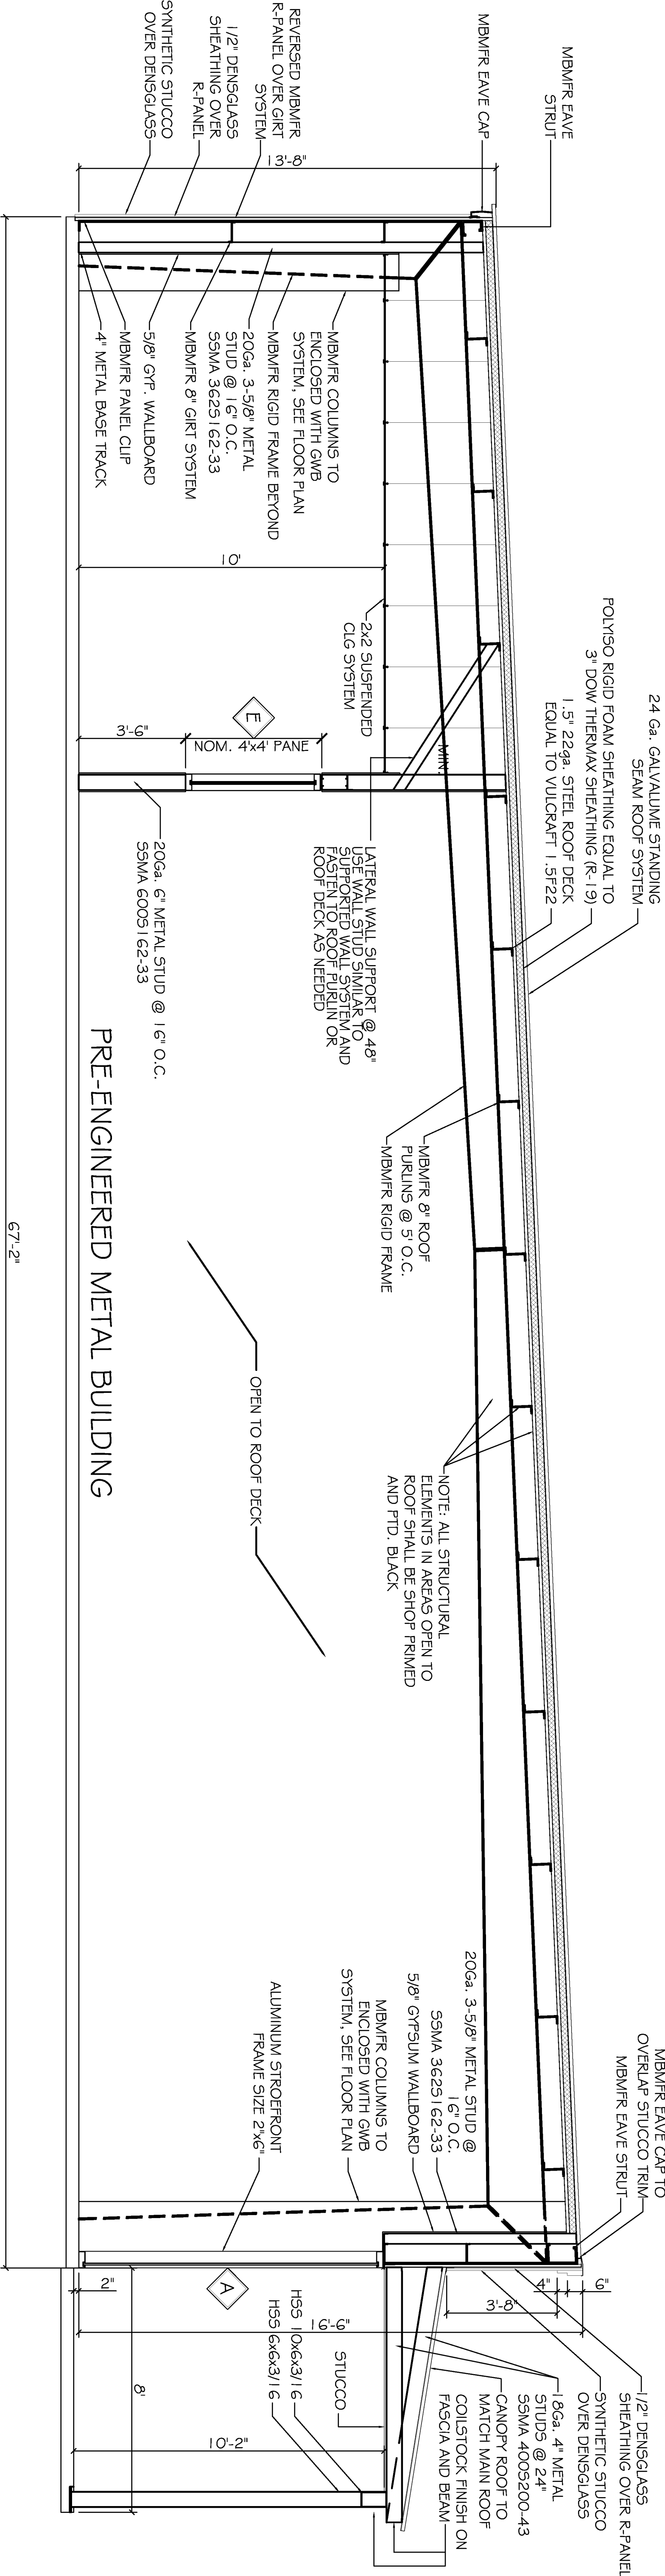 MBMFR EAVE
STRUT
MBMFR EAVE CAP
13'-8"
REVERSED MBMFR
R-PANEL OVER GIRT
SYSTEM
1/2" DENSGLASS
SHEATHING OVER
R-PANEL
SYNTHETIC STUCCO
OVER DENSGLASS
MBMFR COLUMNS TO
ENCLOSED WITH GWB
SYSTEM, SEE FLOOR PLAN
MBMFR RIGID FRAME BEYOND
20Ga. 3-5/8" METAL
STUD @ 16" O.C.
SSMA 362S162-33
MBMFR 8" GIRT SYSTEM
5/8" GYP. WALLBOARD
MBMFR PANEL CLIP
4" METAL BASE TRACK
10'
2x2 SUSPENDED
CLG SYSTEM
24 Ga. GALVALUME STANDING
SEAM ROOF SYSTEM
POLYISO RIGID FOAM SHEATHING EQUAL TO
3" DOW THERMAX SHEATHING (R-19)
1.5" 22ga. STEEL ROOF DECK
EQUAL TO VULCRAFT 1.5F22
MIN.
E
3'-6"
NOM. 4'x4' PANE
LATERAL WALL SUPPORT @ 48"
USE WALL STUD SIMILAR TO
SUPPORTED WALL SYSTEM AND
FASTEN TO ROOF PURLIN OR
ROOF DECK AS NEEDED
20Ga. 6" METAL STUD @ 16" O.C.
SSMA 600S162-33
MBMFR 8" ROOF
PURLINS @ 5' O.C.
MBMFR RIGID FRAME
PRE-ENGINEERED METAL BUILDING
67'-2"
OPEN TO ROOF DECK
NOTE: ALL STRUCTURAL
ELEMENTS IN AREAS OPEN TO
ROOF SHALL BE SHOP PRIMED
AND PTD. BLACK
MBMFR EAVE CAP TO
OVERLAP STUCCO TRIM
MBMFR EAVE STRUT
20Ga. 3-5/8" METAL STUD @
16" O.C.
SSMA 362S162-33
5/8" GYPSUM WALLBOARD
MBMFR COLUMNS TO
ENCLOSED WITH GWB
SYSTEM, SEE FLOOR PLAN
ALUMINUM STROEFRONT
FRAME SIZE 2"x6"
6"
4"
3'-8"
16'-6"
2"
A
8'
10'-2"
1/2" DENSGLASS
SHEATHING OVER R-PANEL
SYNTHETIC STUCCO
OVER DENSGLASS
18Ga. 4" METAL
STUDS @ 24"
SSMA 400S200-43
CANOPY ROOF TO
MATCH MAIN ROOF
COILSTOCK FINISH ON
FASCIA AND BEAM
STUCCO
HSS 10x6x3/16
HSS 6x6x3/16